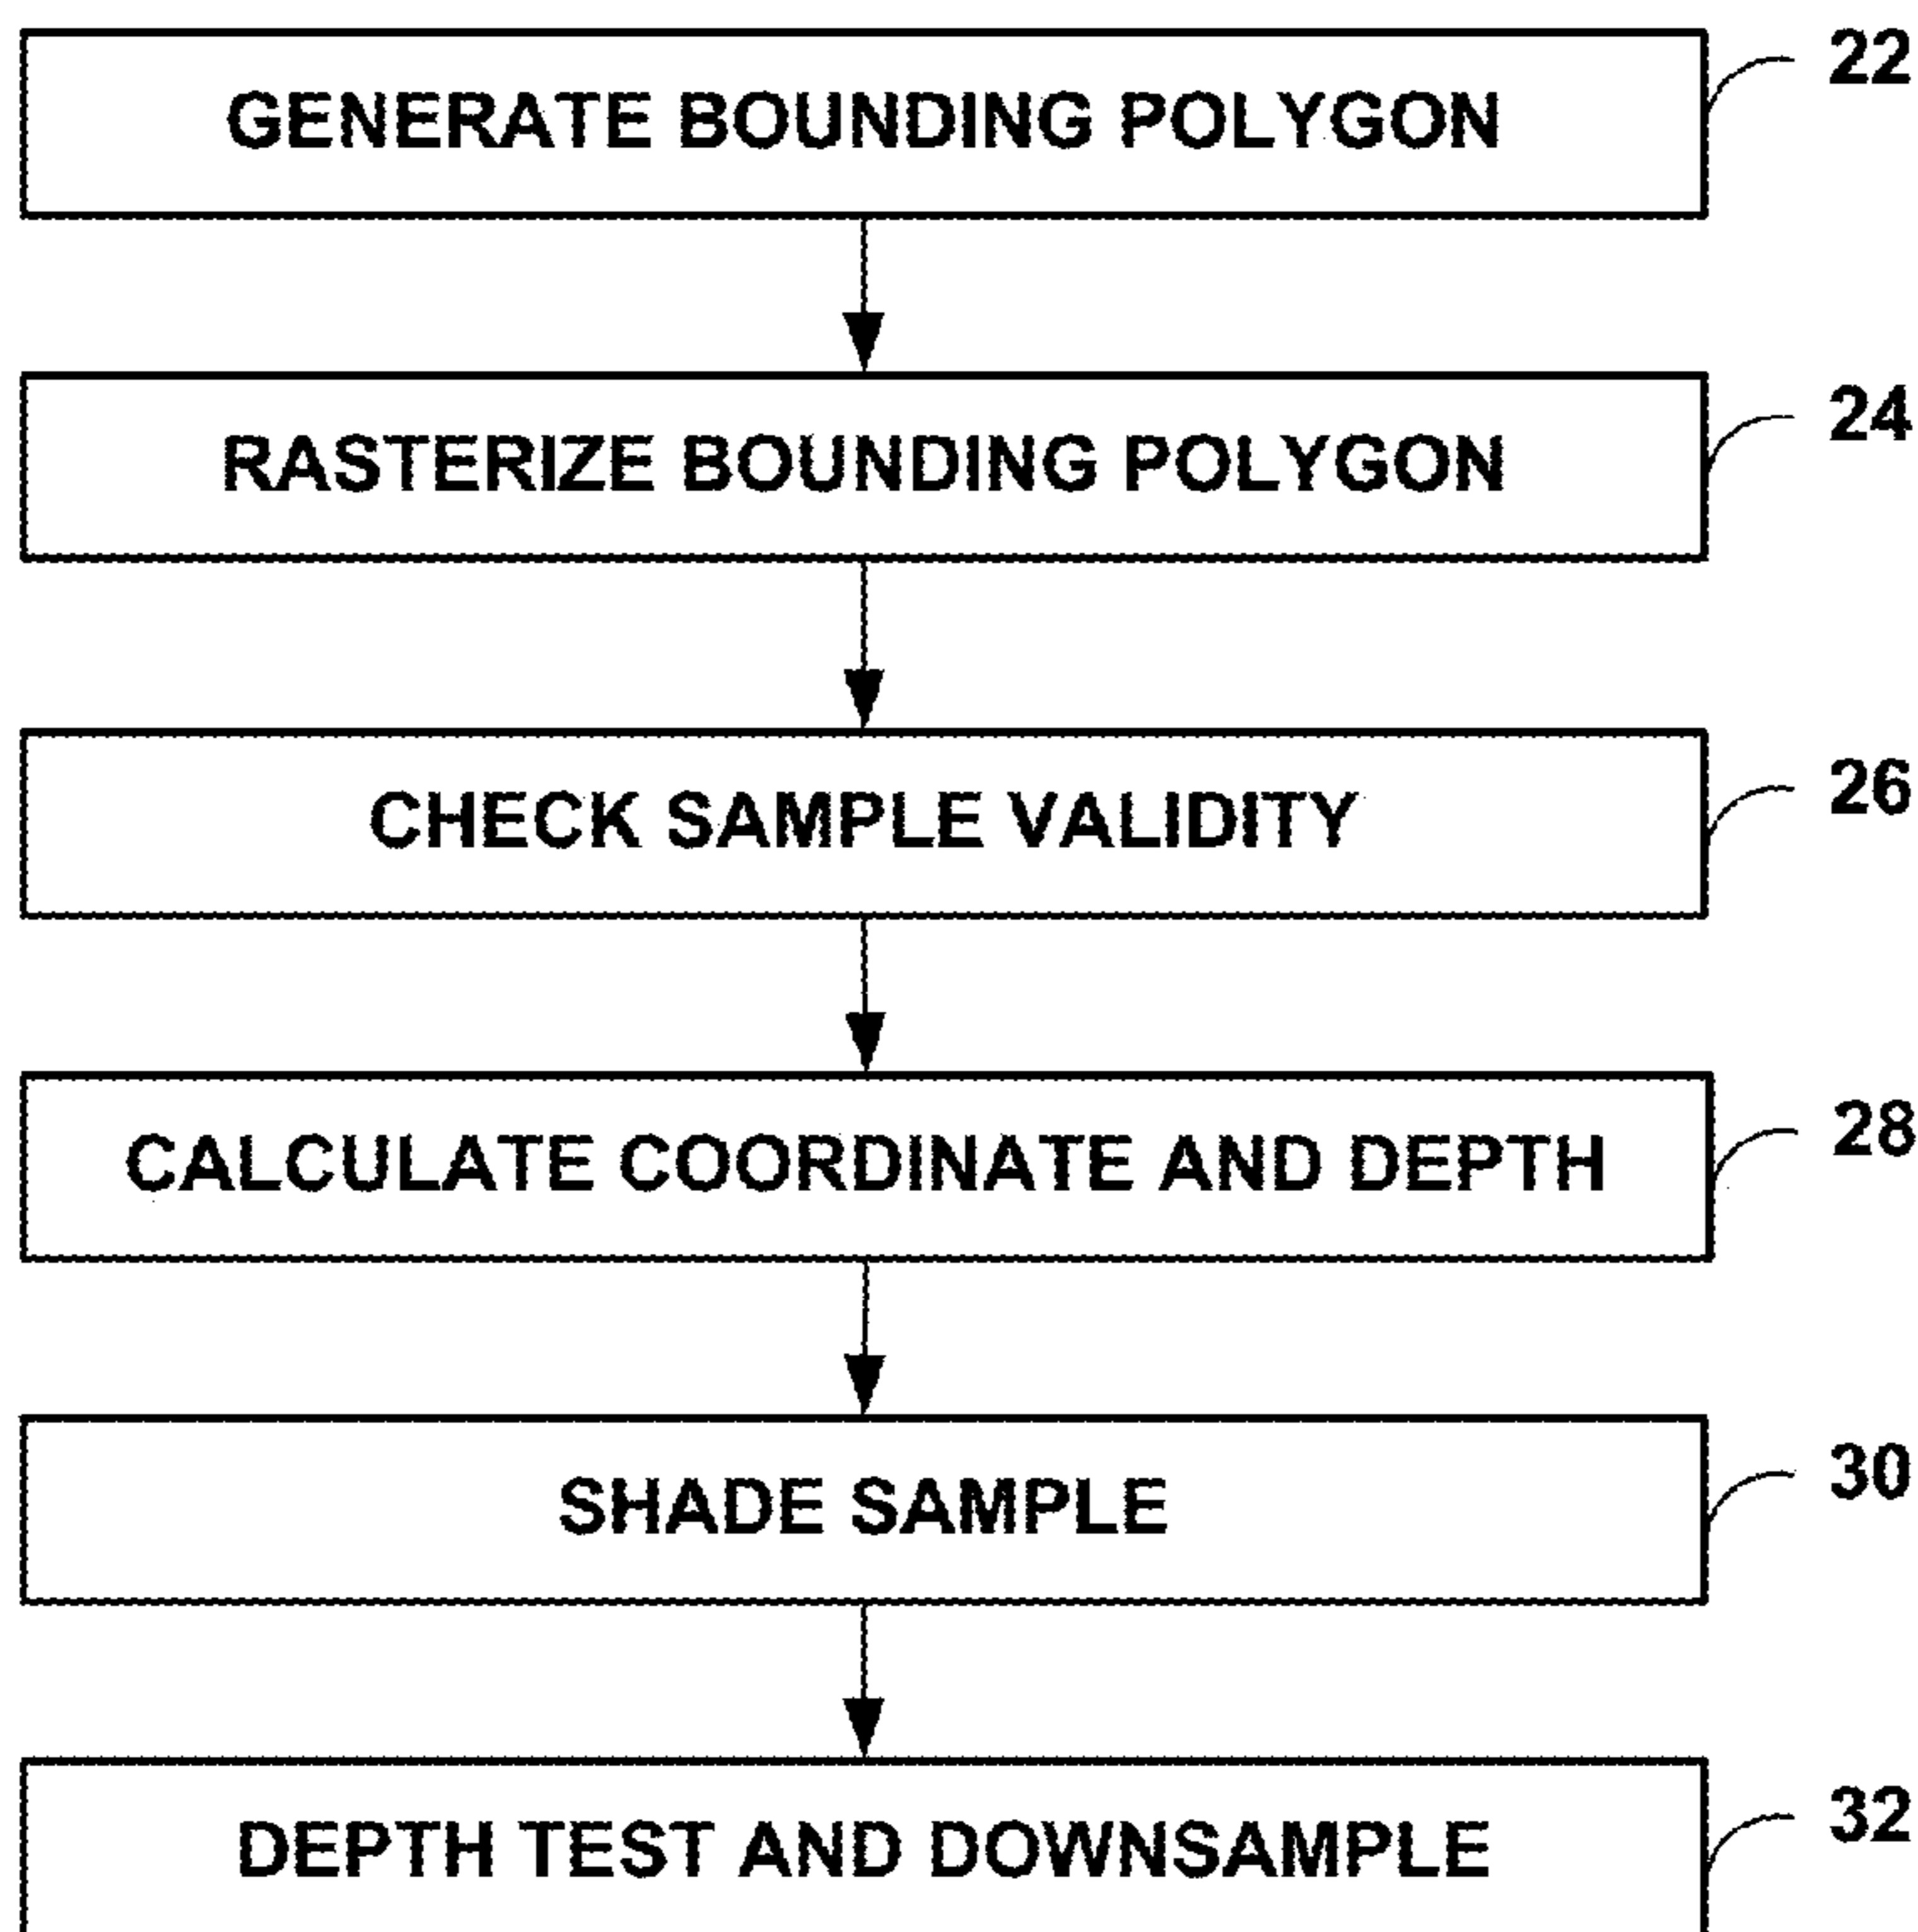 GENERATE BOUNDING POLYGON 22
RASTERIZE BOUNDING POLYGON 24
CHECK SAMPLE VALIDITY 26
CALCULATE COORDINATE AND DEPTH 28
SHADE SAMPLE 30
DEPTH TEST AND DOWNSAMPLE 32